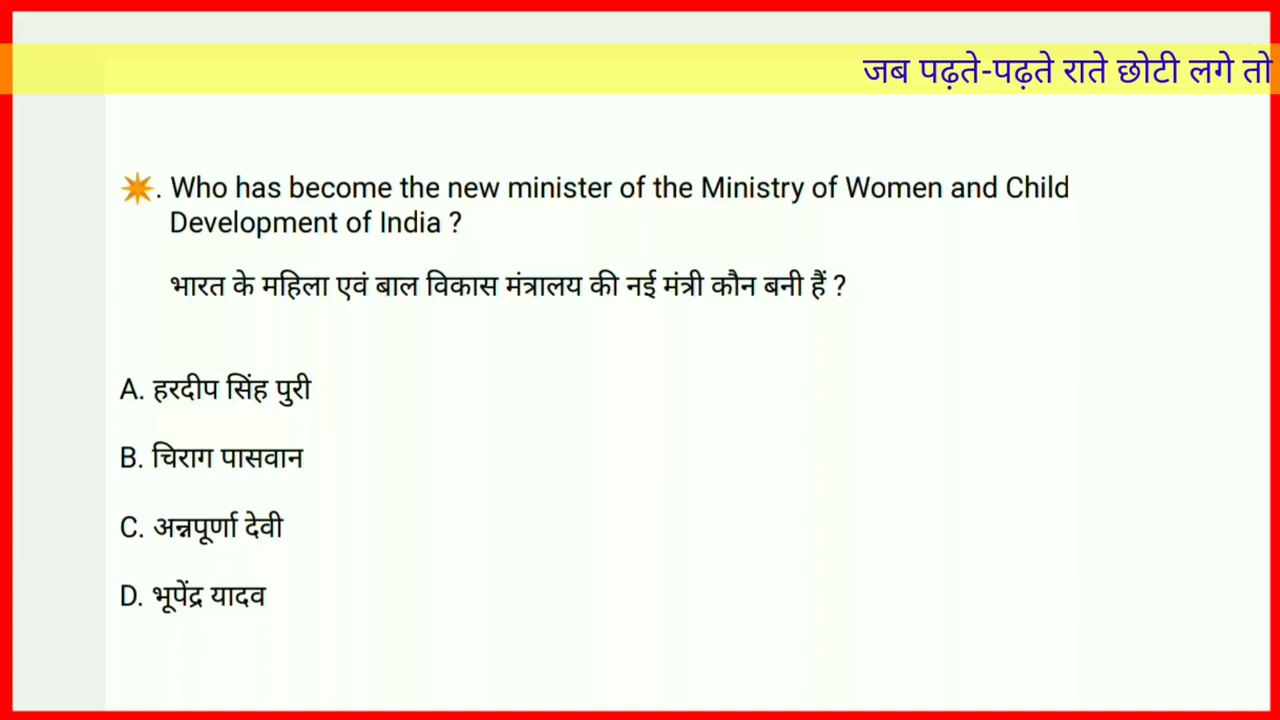 जब पढ़ते-पढ़ते राते छोटी लगे तो
. Who has become the new minister of the Ministry of Women and Child
Development of India ?
भारत के महिला एवं बाल विकास मंत्रालय की नई मंत्री कौन बनी हैं ?
A. हरदीप सिंह पुरी
B. चिराग पासवान
C. अन्नपूर्णा देवी
D. भूपेंद्र यादव